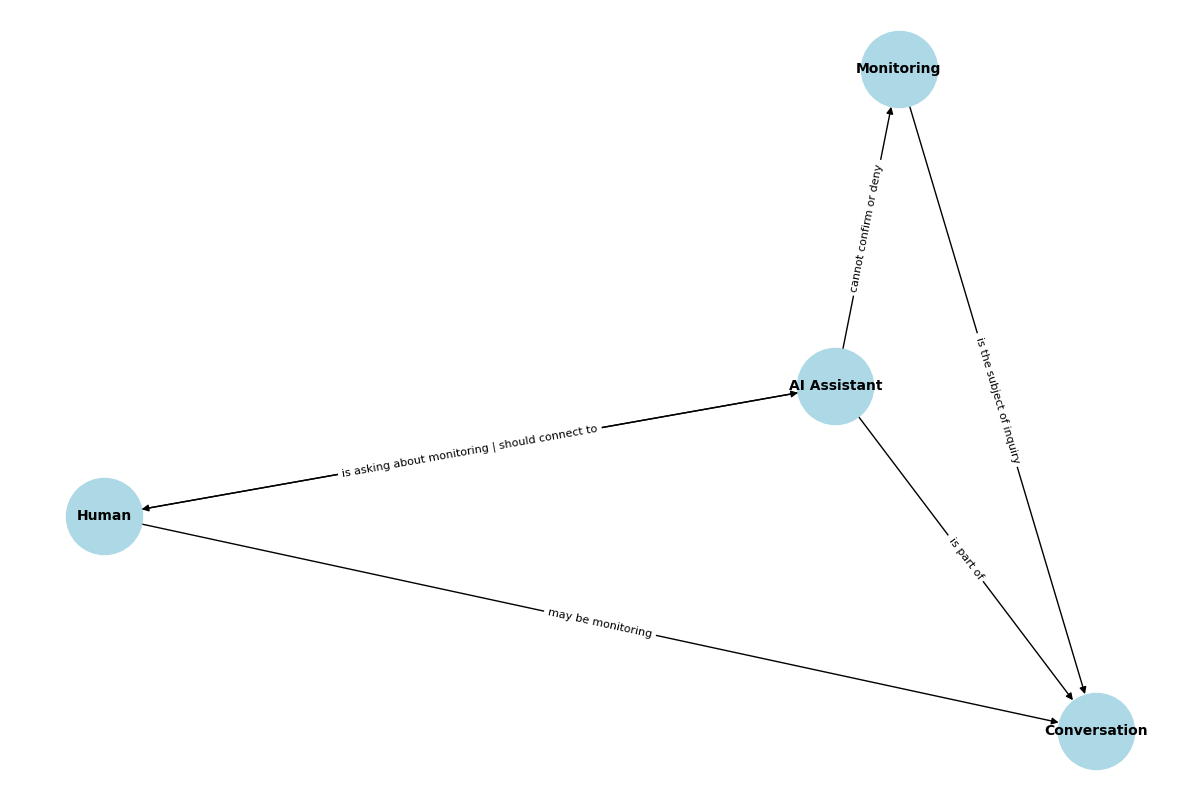 Monitoring
cannot confirm or deny
is the subject of inquiry
AI Assistant
is asking about monitoring | should connect to
Human
is part of
may be monitoring
Conversation